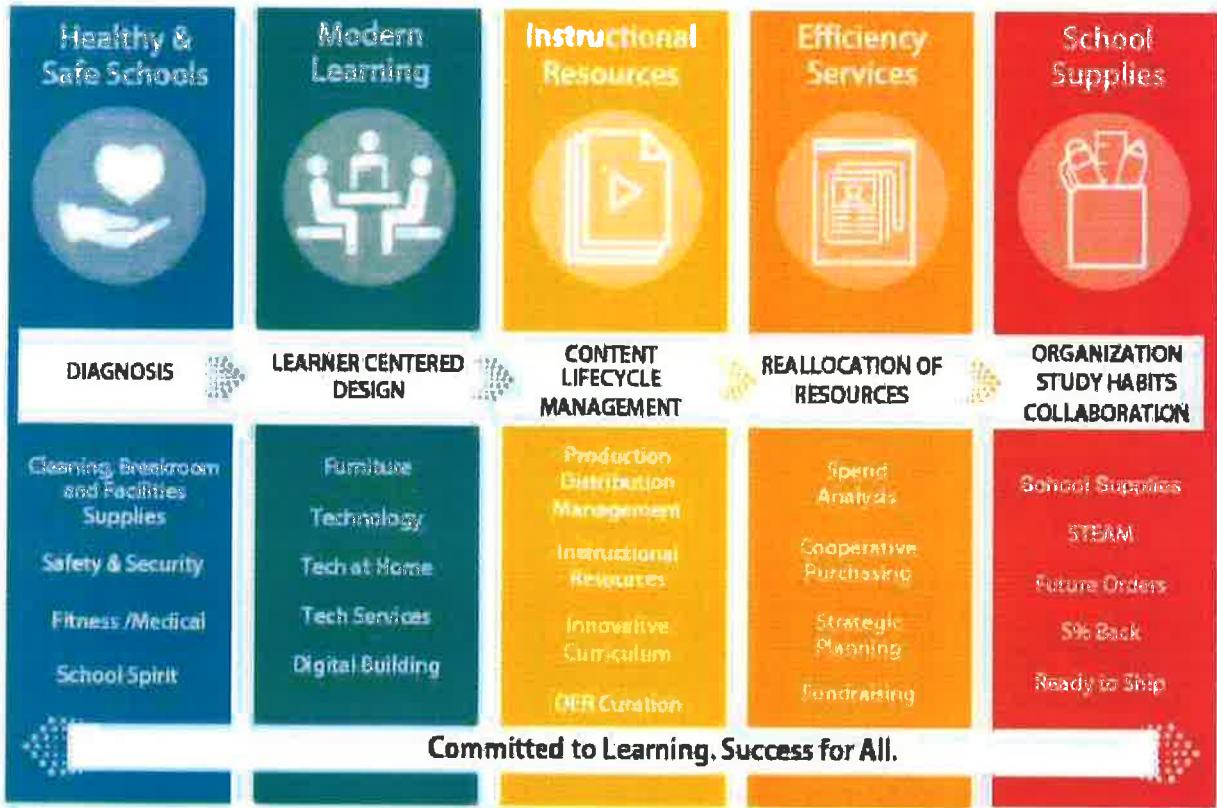 Healthy &
Safe Schools
Modern
Learning
Instructional
Resources
Efficiency
Services
School
Supplies
DIAGNOSIS
LEARNER CENTERED
DESIGN
CONTENT
LIFECYCLE
MANAGEMENT
REALLOCATION OF
RESOURCES
ORGANIZATION
STUDY HABITS
COLLABORATION
Cleaning, Breakroom
and Facilities
Supplies
Safety & Security
Fitness /Medical
School Spirit
Furniture
Technology
Tech at Home
Tech Services
Digital Building
Production
Distribution
Management
Instructional
Resources
Innovative
Curriculum
OER Curation
Spend
Analysis
Cooperative
Purchasing
Strategic
Planning
Fundraising
School Supplies
STEAM
Future Orders
5% Back
Ready to Ship
Committed to Learning. Success for All.